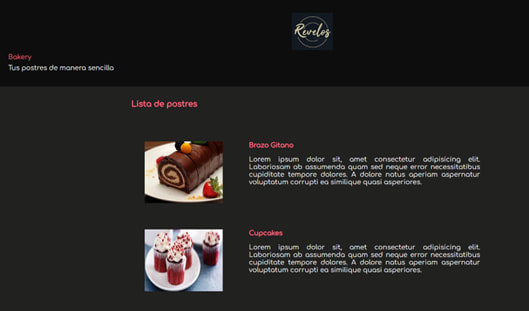 Revelo's
Bakery
Tus postres de manera sencilla
Lista de postres
Brazo Gitano
Lorem ipsum dolor sit, amet consectetur adipisicing elit.
Laboriosam ab assumenda quam sed neque error necessitatibus
cupiditate tempore dolores. A dolore natus aperiam aspernatur
voluptatum corrupti ea similique quasi asperiores.
Cupcakes
Lorem ipsum dolor sit, amet consectetur adipisicing elit.
Laboriosam ab assumenda quam sed neque error necessitatibus
cupiditate tempore dolores. A dolore natus aperiam aspernatur
voluptatum corrupti ea similique quasi asperiores.